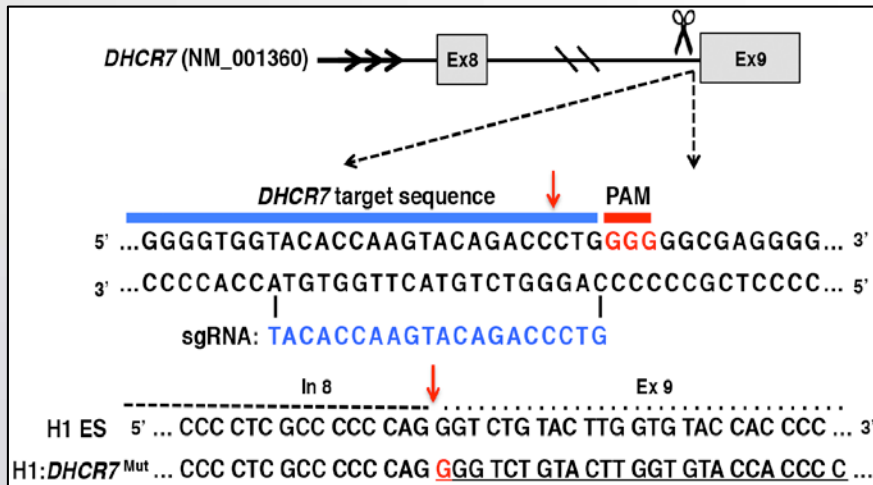 DHCR7 (NM_001360) Ex8 Ex9
DHCR7 target sequence PAM
5' ...GGGGTGGTACACCAAGTACAGACCCTGGGGGGCGAGGGG... 3'
3' ...CCCCACCATGTGGTTCATGTCTGGGACCCCCCGCTCCCC... 5'
sgRNA: TACACCAAGTACAGACCCTG
In 8 Ex 9
H1 ES 5' ... CCC CTC GCC CCC CAG GGT CTG TAC TTG GTG TAC CAC CCC ... 3'
H1:DHCR7 Mut ... CCC CTC GCC CCC CAG GGG TCT GTA CTT GGT GTA CCA CCC C ...